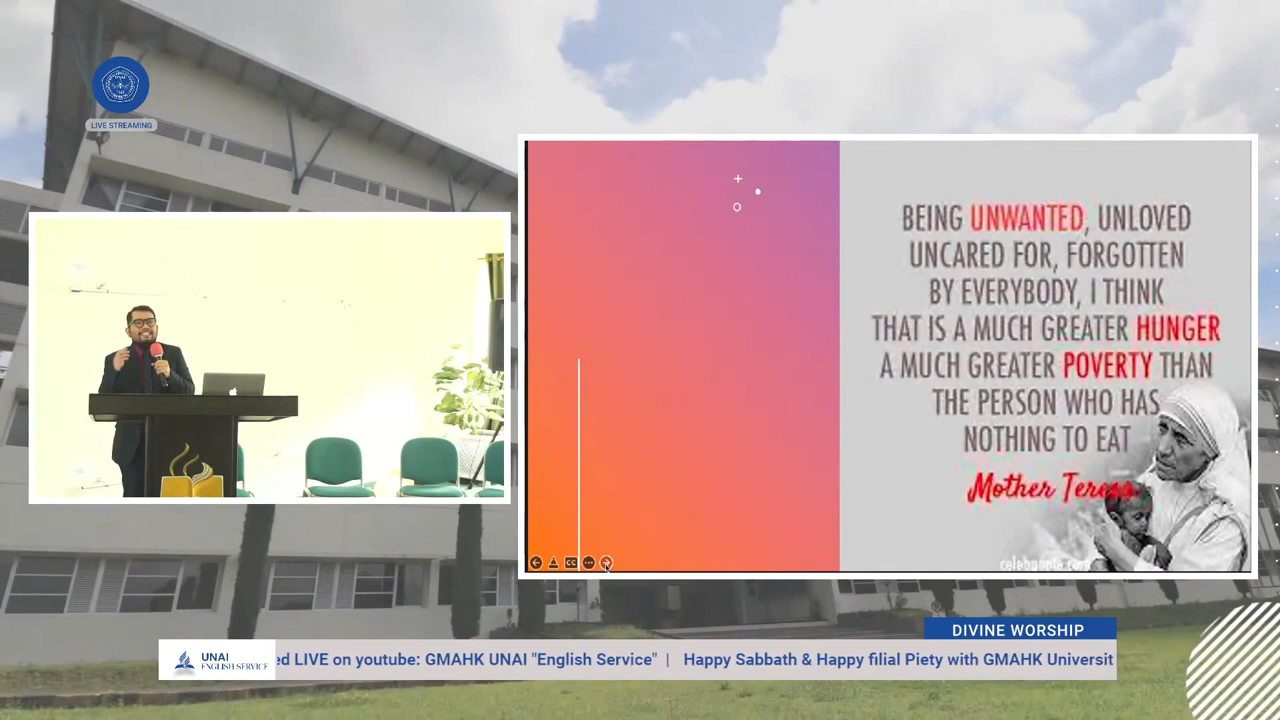 LIVE STREAMING
BEING UNWANTED, UNLOVED
UNCARED FOR, FORGOTTEN
BY EVERYBODY, I THINK
THAT IS A MUCH GREATER HUNGER
A MUCH GREATER POVERTY THAN
THE PERSON WHO HAS
NOTHING TO EAT
Mother Teresa
CC
DIVINE WORSHIP
UNAI
ENGLISH SERVICE
ed LIVE on youtube: GMAHK UNAI "English Service" | Happy Sabbath & Happy filial Piety with GMAHK Universit